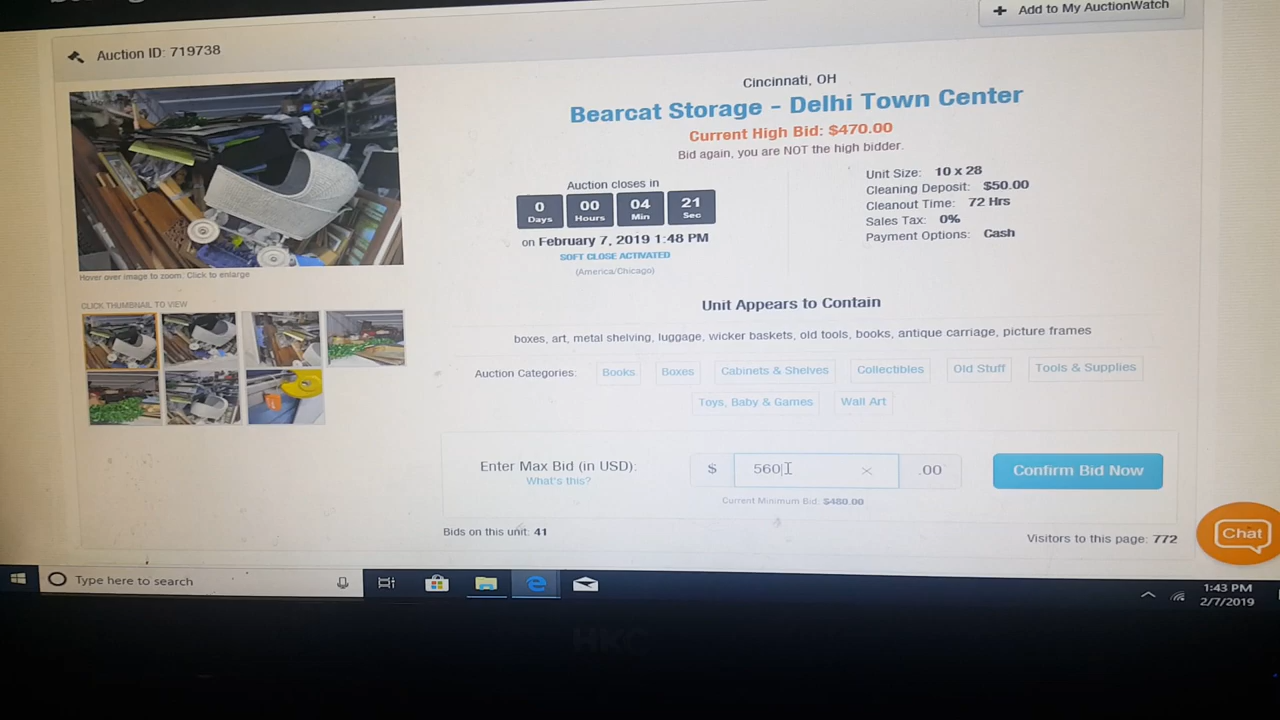 Add to My AuctionWatch
Auction ID: 719738
Cincinnati, OH
Bearcat Storage - Delhi Town Center
Current High Bid: $470.00
Bid again, you are NOT the high bidder.
Auction closes in
0 00 04 21
Days Hours Min Sec
on February 7, 2019 1:48 PM
SOFT CLOSE ACTIVATED
(America/Chicago)
Unit Size: 10 x 28
Cleaning Deposit: $50.00
Cleanout Time: 72 Hrs
Sales Tax: 0%
Payment Options: Cash
Hover over image to zoom. Click to enlarge
CLICK THUMBNAIL TO VIEW
Unit Appears to Contain
boxes, art, metal shelving, luggage, wicker baskets, old tools, books, antique carriage, picture frames
Auction Categories: Books Boxes Cabinets & Shelves Collectibles Old Stuff Tools & Supplies
Toys, Baby & Games Wall Art
Enter Max Bid (in USD): $ 560 .00 Confirm Bid Now
What's this?
Current Minimum Bid: $480.00
Bids on this unit: 41
Visitors to this page: 772
Chat
Type here to search
1:43 PM
2/7/2019
HKC